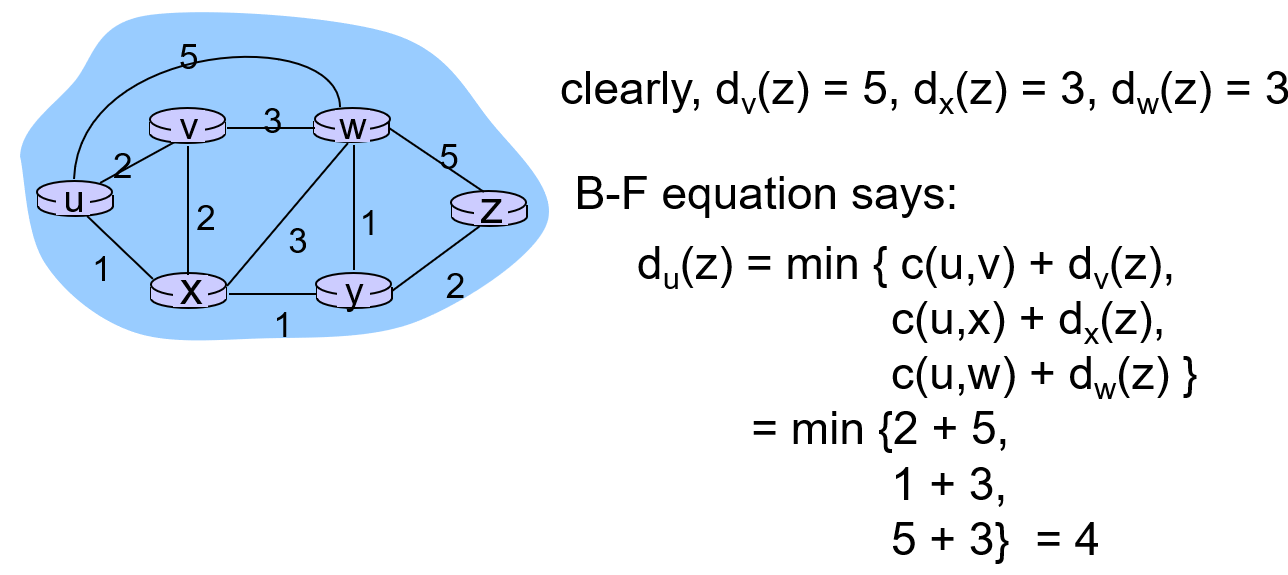 5
v
3
w
2
5
u
z
2
3
1
1
x
y
2
1
clearly, dv(z) = 5, dx(z) = 3, dw(z) = 3
B-F equation says:
du(z) = min { c(u,v) + dv(z),
c(u,x) + dx(z),
c(u,w) + dw(z) }
= min {2 + 5,
1 + 3,
5 + 3} = 4